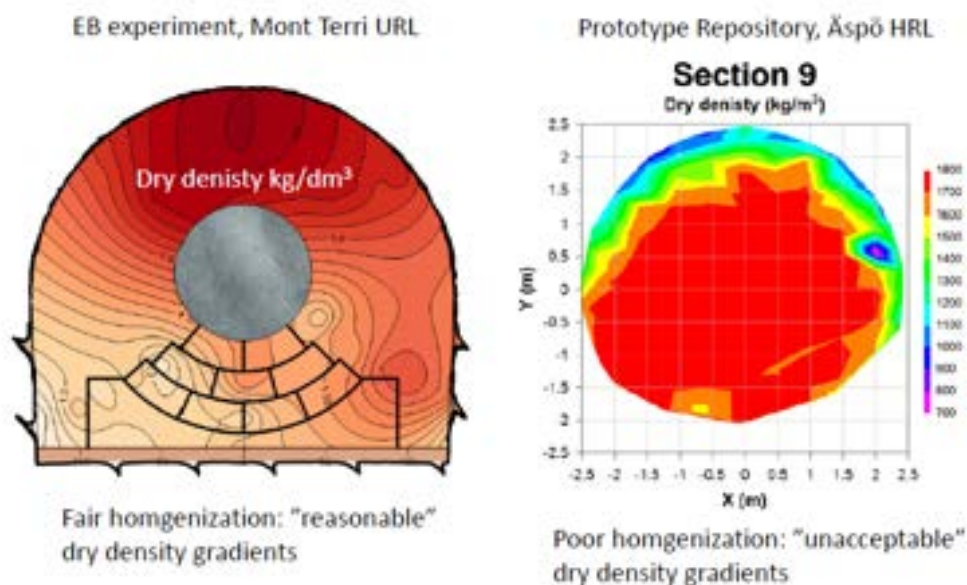 EB experiment, Mont Terri URL
Dry denisty kg/dm³
Fair homgenization: "reasonable"
dry density gradients
Prototype Repository, Äspö HRL
Section 9
Dry denisty (kg/m³)
2.5
2
1.5
1
0.5
0
-0.5
-1
-1.5
-2
-2.5
Y (m)
-2.5 -2 -1.5 -1 -0.5 0 0.5 1 1.5 2 2.5
X (m)
1800
1700
1600
1500
1400
1300
1200
1100
1000
900
800
700
Poor homgenization: "unacceptable"
dry density gradients